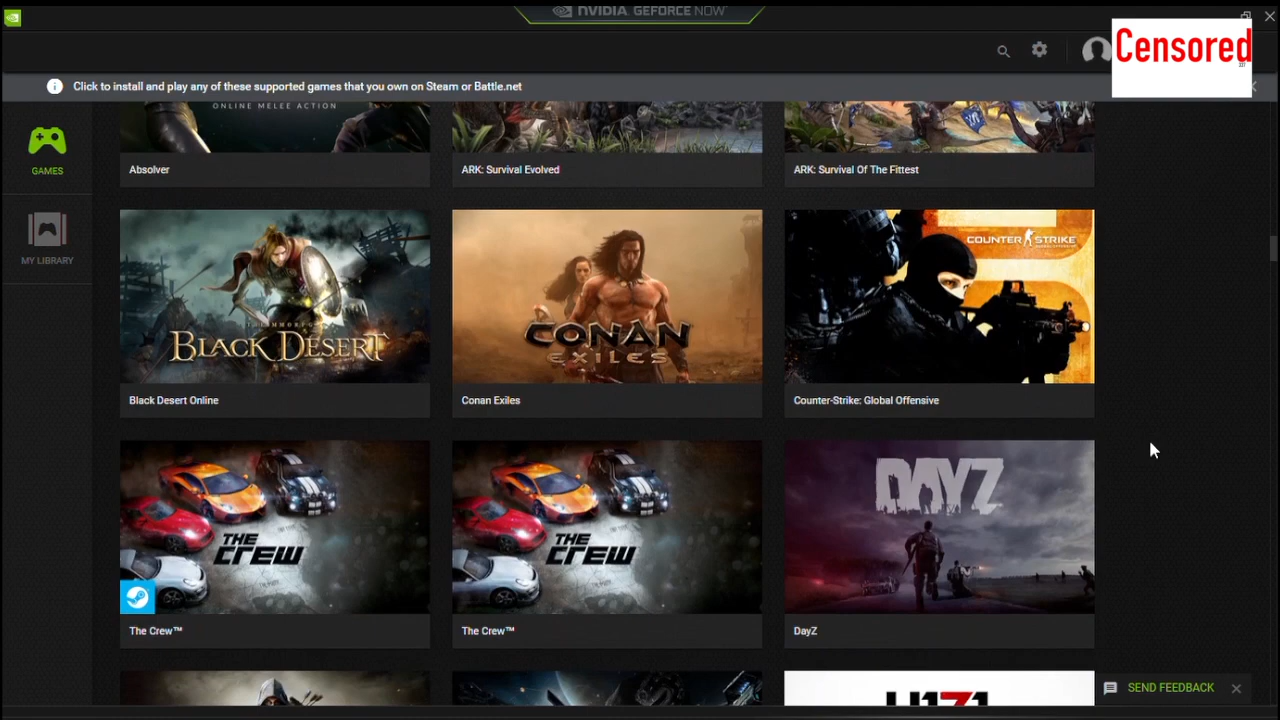 NVIDIA. GEFORCE NOW
Censored
Click to install and play any of these supported games that you own on Steam or Battle.net
ONLINE MELEE ACTION
GAMES
Absolver
ARK: Survival Evolved
ARK: Survival Of The Fittest
MY LIBRARY
BLACK DESERT
CONAN
EXILES
COUNTER STRIKE
Black Desert Online
Conan Exiles
Counter-Strike: Global Offensive
THE
CREW
THE
CREW
DAYZ
The Crew™
The Crew™
DayZ
H1Z1
SEND FEEDBACK